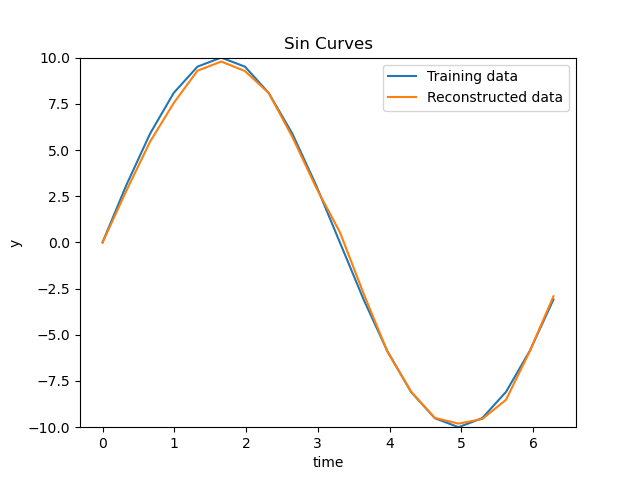 Sin Curves
Training data
Reconstructed data
10.0
7.5
5.0
2.5
0.0
−2.5
−5.0
−7.5
−10.0
y
0 1 2 3 4 5 6
time